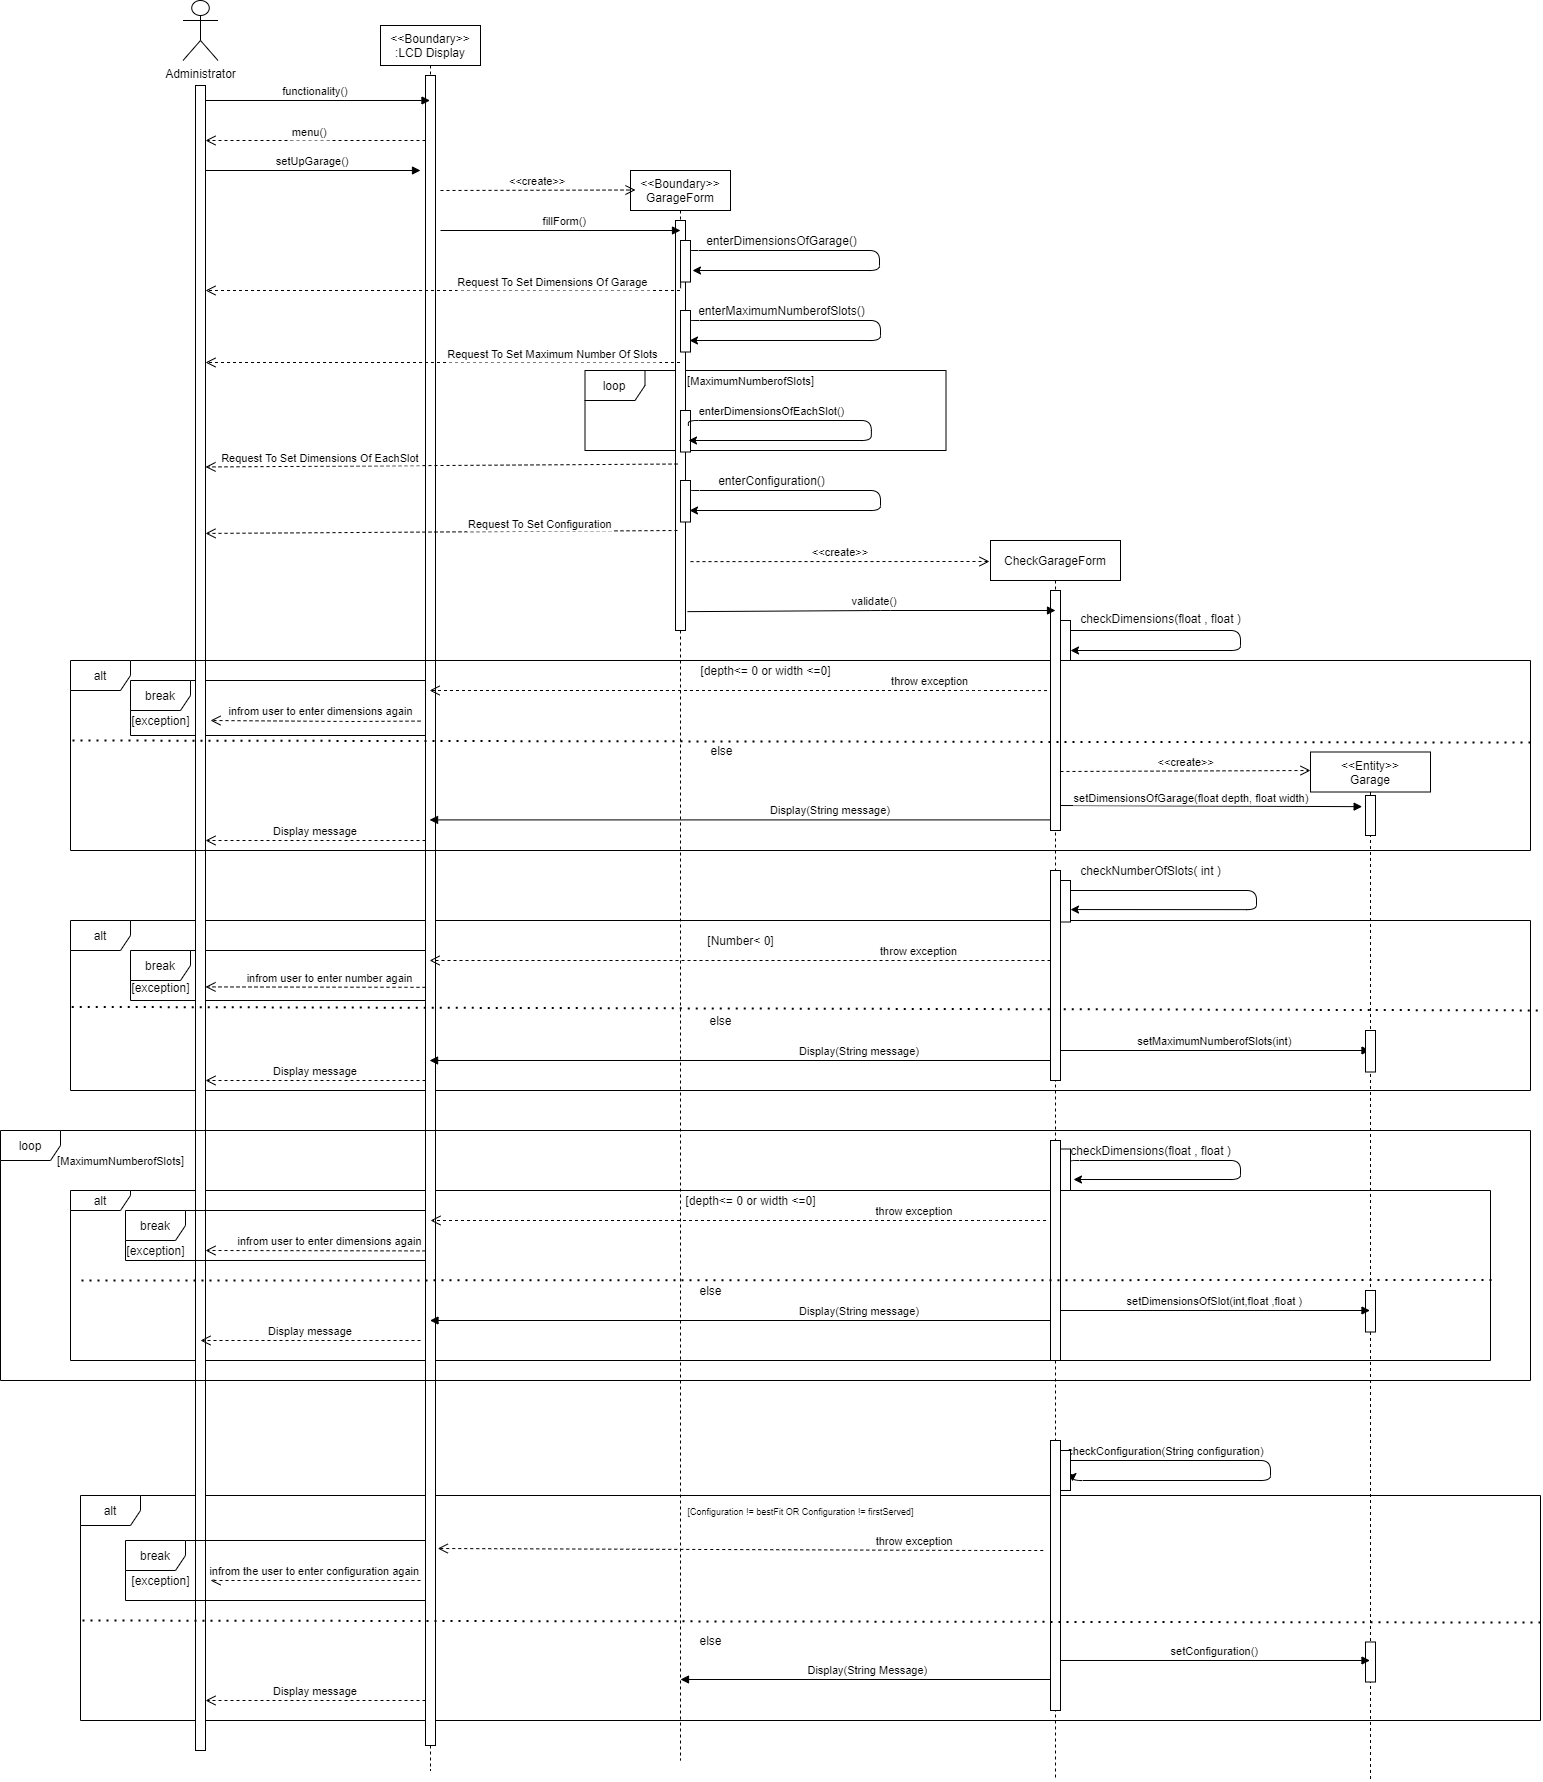 <<Boundary>>
:LCD Display
Administrator
functionality()
menu()
setUpGarage()
<<create>>
<<Boundary>>
GarageForm
fillForm()
enterDimensionsOfGarage()
Request To Set Dimensions Of Garage
enterMaximumNumberofSlots()
Request To Set Maximum Number Of Slots
loop
[MaximumNumberofSlots]
enterDimensionsOfEachSlot()
Request To Set Dimensions Of EachSlot
enterConfiguration()
Request To Set Configuration
<<create>>
CheckGarageForm
validate()
checkDimensions(float , float )
alt
[depth<= 0 or width <=0]
throw exception
break
[exception]
infrom user to enter dimensions again
else
<<create>>
<<Entity>>
Garage
setDimensionsOfGarage(float depth, float width)
Display(String message)
Display message
checkNumberOfSlots( int )
alt
[Number< 0]
throw exception
break
[exception]
infrom user to enter number again
else
setMaximumNumberofSlots(int)
Display(String message)
Display message
loop
[MaximumNumberofSlots]
checkDimensions(float , float )
alt
[depth<= 0 or width <=0]
throw exception
break
[exception]
infrom user to enter dimensions again
else
setDimensionsOfSlot(int,float ,float )
Display(String message)
Display message
checkConfiguration(String configuration)
alt
[Configuration != bestFit OR Configuration != firstServed]
throw exception
break
[exception]
infrom the user to enter configuration again
else
setConfiguration()
Display(String Message)
Display message